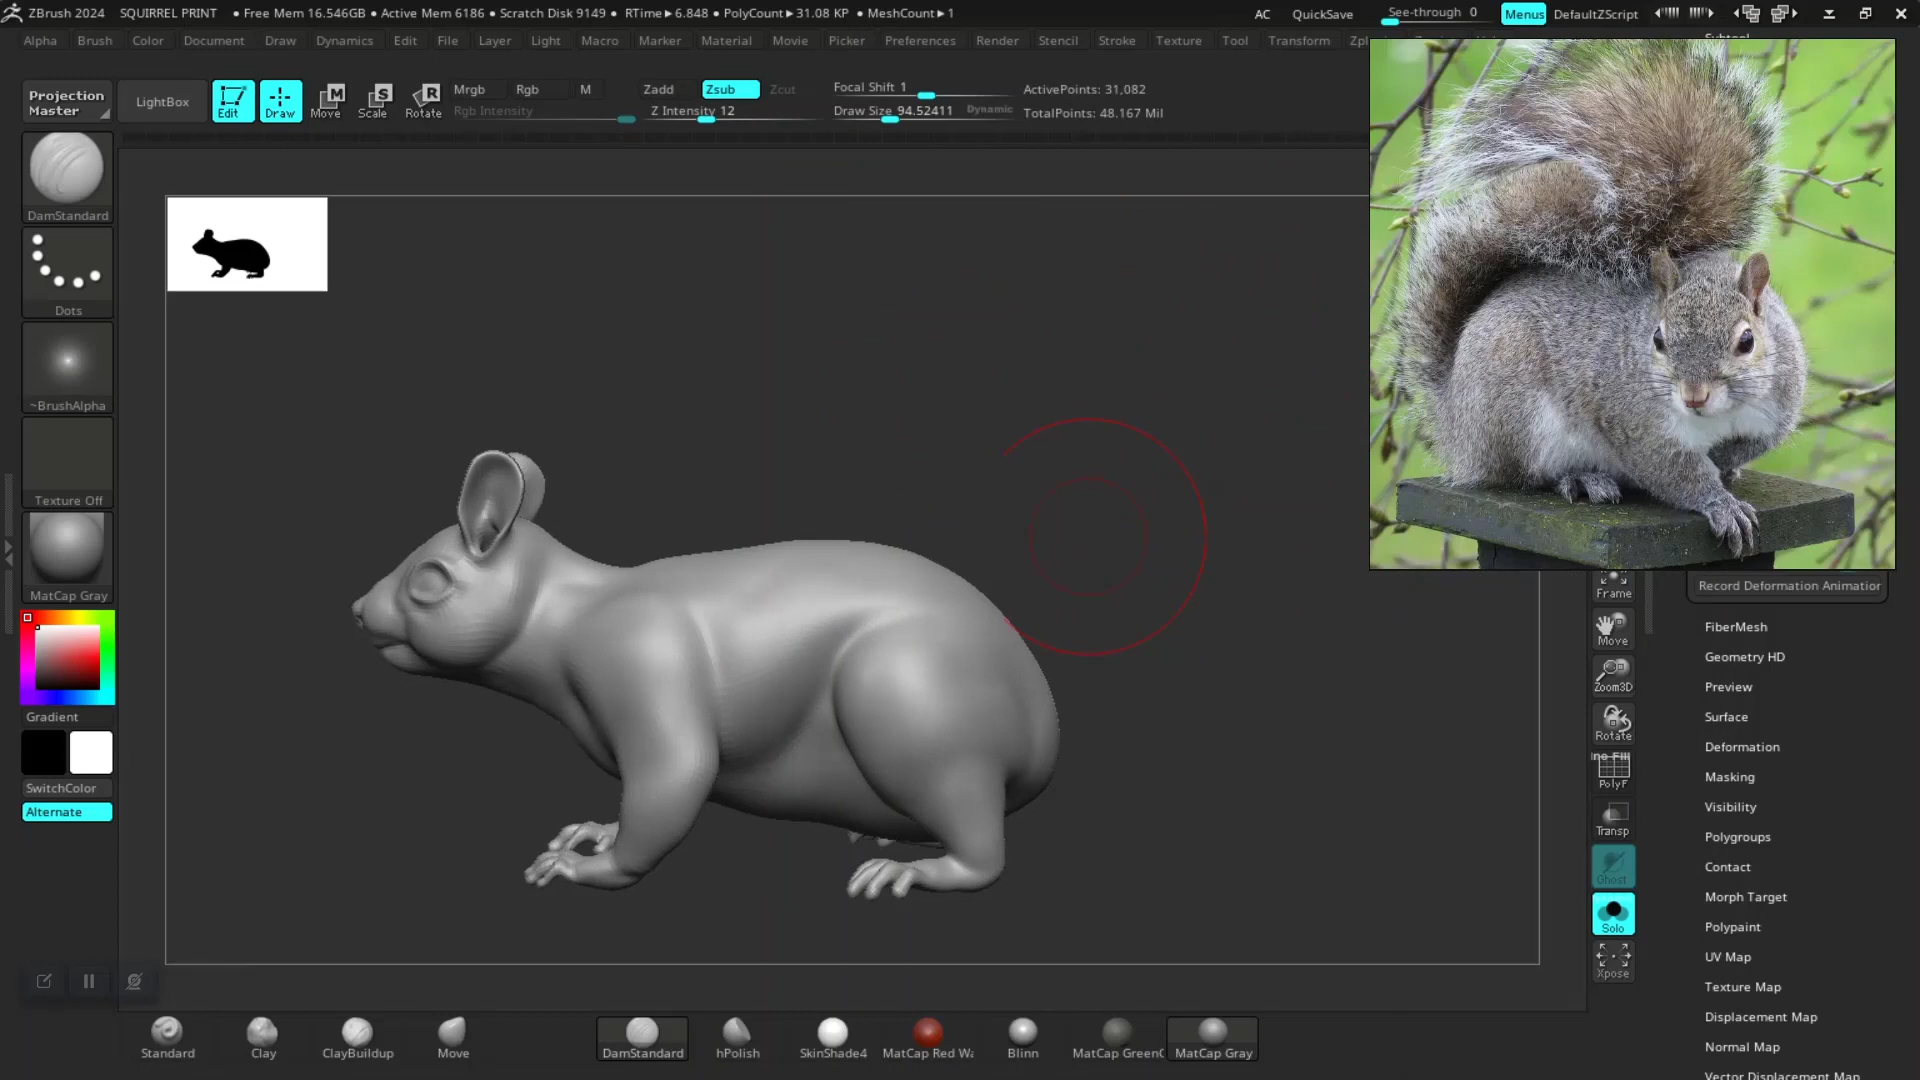 ZBrush 2024 SQUIRREL PRINT • Free Mem 16.546GB • Active Mem 6186 • Scratch Disk 9149 • RTime▶6.848 • PolyCount▶31.08 KP • MeshCount▶1 AC QuickSave See-through 0 Menus DefaultZScript
Alpha Brush Color Document Draw Dynamics Edit File Layer Light Macro Marker Material Movie Picker Preferences Render Stencil Stroke Texture Tool Transform
Projection Master
LightBox
Edit
Draw
Move
Scale
Rotate
Mrgb Rgb M
Rgb Intensity
Zadd Zsub Zcut
Z Intensity 12
Focal Shift 1
Draw Size 94.52411 Dynamic
ActivePoints: 31,082
TotalPoints: 48.167 Mil
DamStandard
Dots
~BrushAlpha
Texture Off
MatCap Gray
Gradient
SwitchColor
Alternate
Frame
Move
Zoom3D
Rotate
PolyF
Transp
Ghost
Solo
Xpose
Record Deformation Animation
FiberMesh
Geometry HD
Preview
Surface
Deformation
Masking
Visibility
Polygroups
Contact
Morph Target
Polypaint
UV Map
Texture Map
Displacement Map
Normal Map
Vector Displacement Map
Standard
Clay
ClayBuildup
Move
DamStandard
hPolish
SkinShade4
MatCap Red Wa
Blinn
MatCap GreenC
MatCap Gray